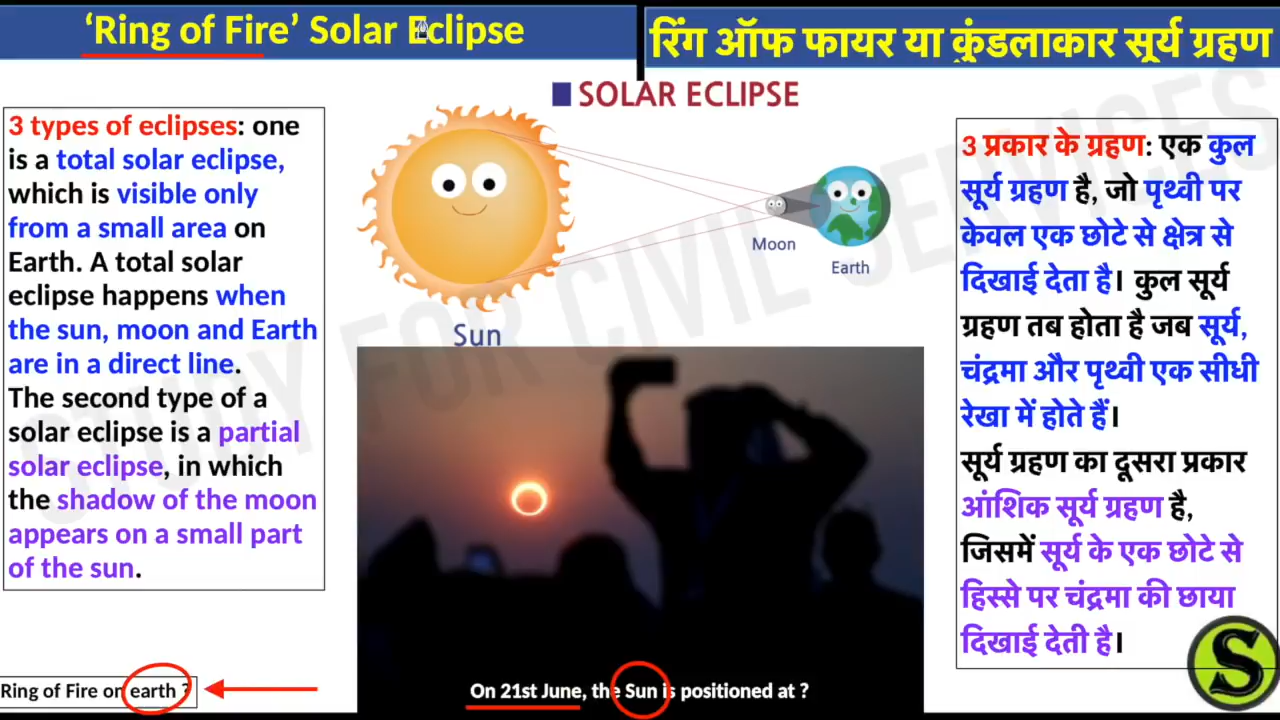 ‘Ring of Fire’ Solar Eclipse
रिंग ऑफ फायर या कुंडलाकार सूर्य ग्रहण
SOLAR ECLIPSE
3 types of eclipses: one
is a total solar eclipse,
which is visible only
from a small area on
Earth. A total solar
eclipse happens when
the sun, moon and Earth
are in a direct line.
The second type of a
solar eclipse is a partial
solar eclipse, in which
the shadow of the moon
appears on a small part
of the sun.
Sun
Moon
Earth
3 प्रकार के ग्रहण: एक कुल
सूर्य ग्रहण है, जो पृथ्वी पर
केवल एक छोटे से क्षेत्र से
दिखाई देता है। कुल सूर्य
ग्रहण तब होता है जब सूर्य,
चंद्रमा और पृथ्वी एक सीधी
रेखा में होते हैं।
सूर्य ग्रहण का दूसरा प्रकार
आंशिक सूर्य ग्रहण है,
जिसमें सूर्य के एक छोटे से
हिस्से पर चंद्रमा की छाया
दिखाई देती है।
STUDY FOR CIVIL SERVICES
Ring of Fire on earth ?
On 21st June, the Sun is positioned at ?
S